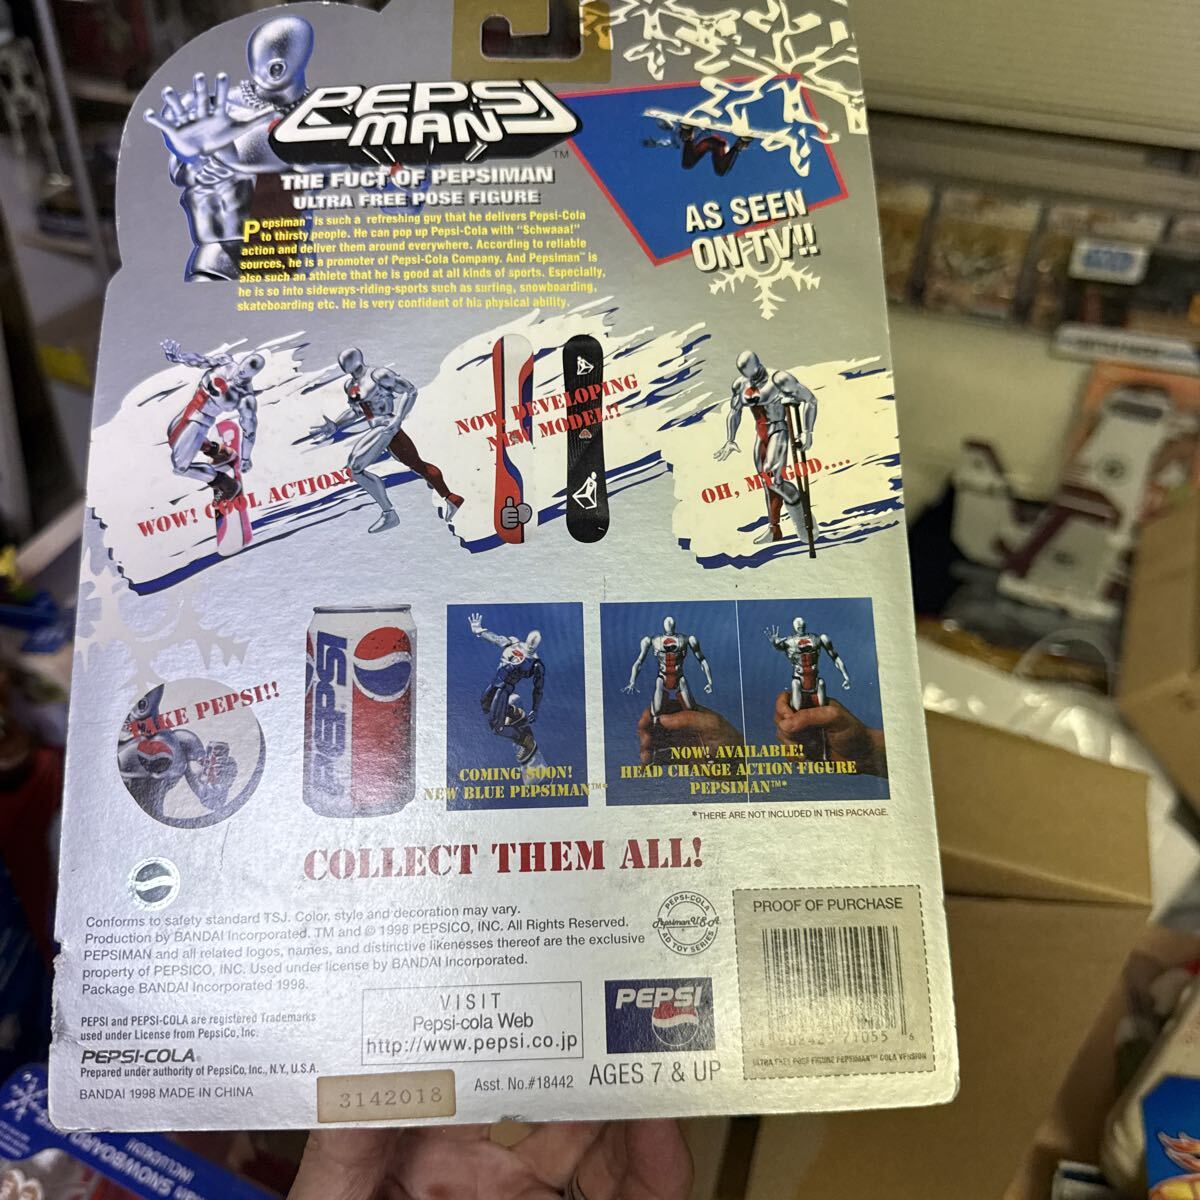 PEPSI
MAN
TM
THE FUCT OF PEPSIMAN
ULTRA FREE POSE FIGURE
Pepsiman™ is such a refreshing guy that he delivers Pepsi-Cola
to thirsty people. He can pop up Pepsi-Cola with "Schwaaa!"
action and deliver them around everywhere. According to reliable
sources, he is a promoter of Pepsi-Cola Company. And Pepsiman™ is
also such an athlete that he is good at all kinds of sports. Especially,
he is so into sideways-riding-sports such as surfing, snowboarding,
skateboarding etc. He is very confident of his physical ability.
AS SEEN
ON TV!!
WOW! COOL ACTION!
NOW, DEVELOPING
NEW MODEL!!
OH, MY GOD....
TAKE PEPSI!!
PEPSI
COMING SOON!
NEW BLUE PEPSIMAN™*
NOW! AVAILABLE!
HEAD CHANGE ACTION FIGURE
PEPSIMAN™*
*THERE ARE NOT INCLUDED IN THIS PACKAGE.
COLLECT THEM ALL!
Conforms to safety standard TSJ. Color, style and decoration may vary.
Production by BANDAI Incorporated. TM and © 1998 PEPSICO, INC. All Rights Reserved.
PEPSIMAN and all related logos, names, and distinctive likenesses thereof are the exclusive
property of PEPSICO, INC. Used under license by BANDAI Incorporated.
Package BANDAI Incorporated 1998.
PEPSI and PEPSI-COLA are registered Trademarks
used under License from PepsiCo, Inc.
PEPSI-COLA®
Prepared under authority of PepsiCo, Inc., N.Y., U.S.A.
BANDAI 1998 MADE IN CHINA
3142018
VISIT
Pepsi-cola Web
http://www.pepsi.co.jp
Asst. No.#18442
PEPSI
AGES 7 & UP
PEPSI-COLA
Pepsiman U.S.A.
AD TOY SERIES
PROOF OF PURCHASE
ULTRA FREE POSE FIGURE PEPSIMAN™ COLA VERSION